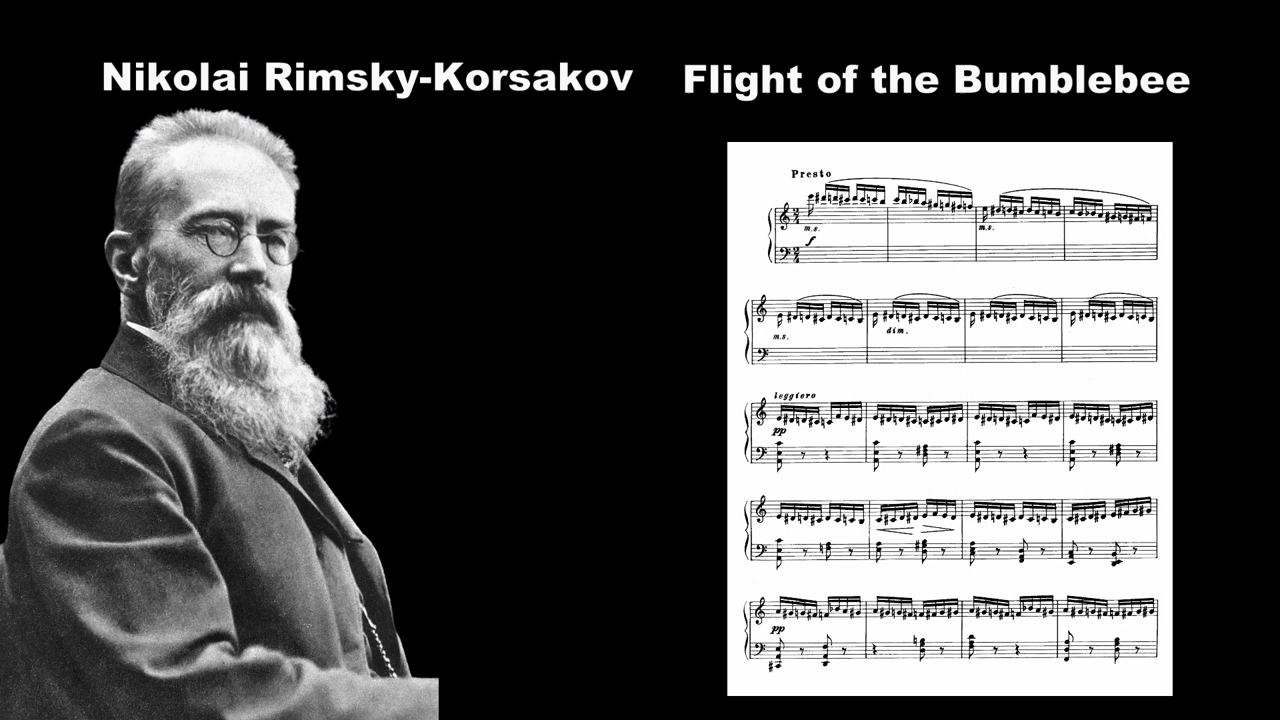 Nikolai Rimsky-Korsakov
Flight of the Bumblebee
Presto
m.s.
m.s.
f
m.s.
dim.
leggiero
pp
pp